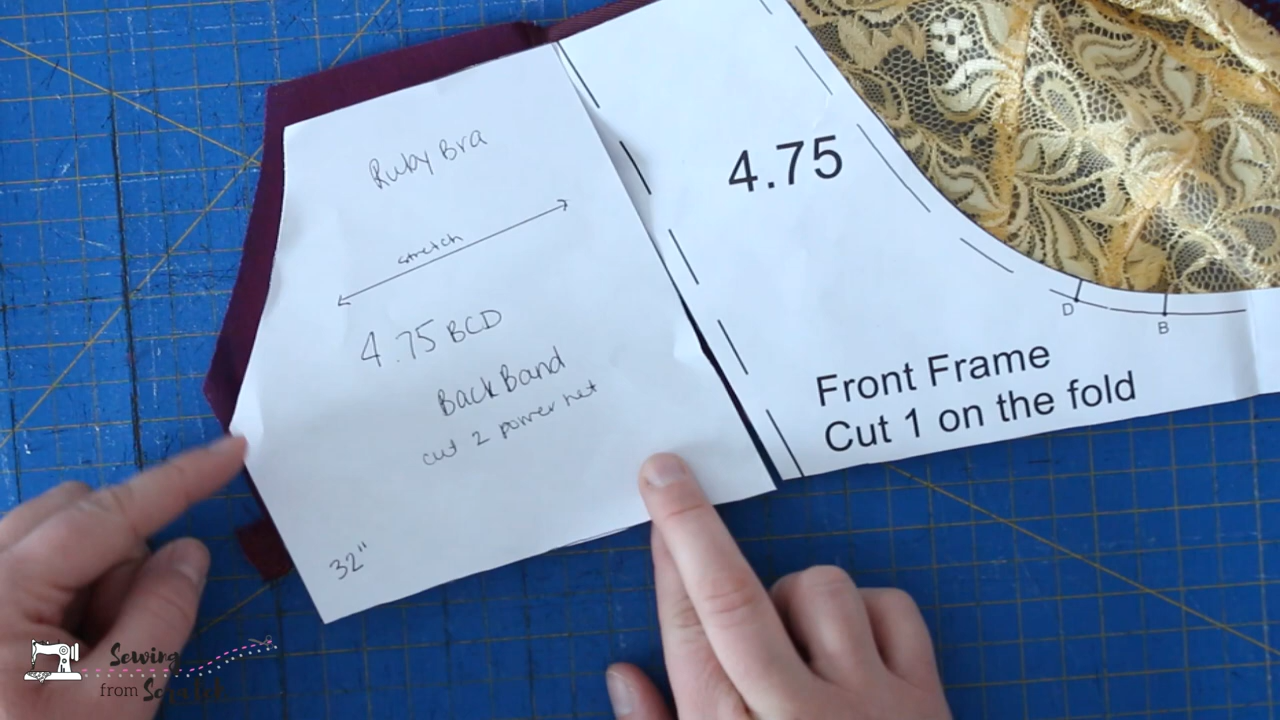 Ruby Bra
stretch
4.75 BCD
Back Band
cut 2 power net
32"
4.75
Front Frame
Cut 1 on the fold
D
B
Sewing
from Scratch